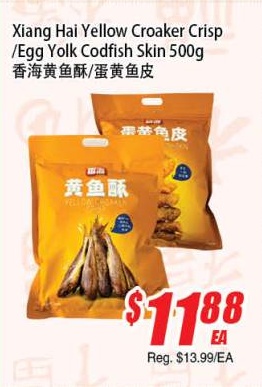 Xiang Hai Yellow Croaker Crisp
/Egg Yolk Codfish Skin 500g
香海黄鱼酥/蛋黄鱼皮
蛋黄鱼皮
香海
黄鱼酥
YELLOW CROAKER
$11.88
EA
Reg. $13.99/EA